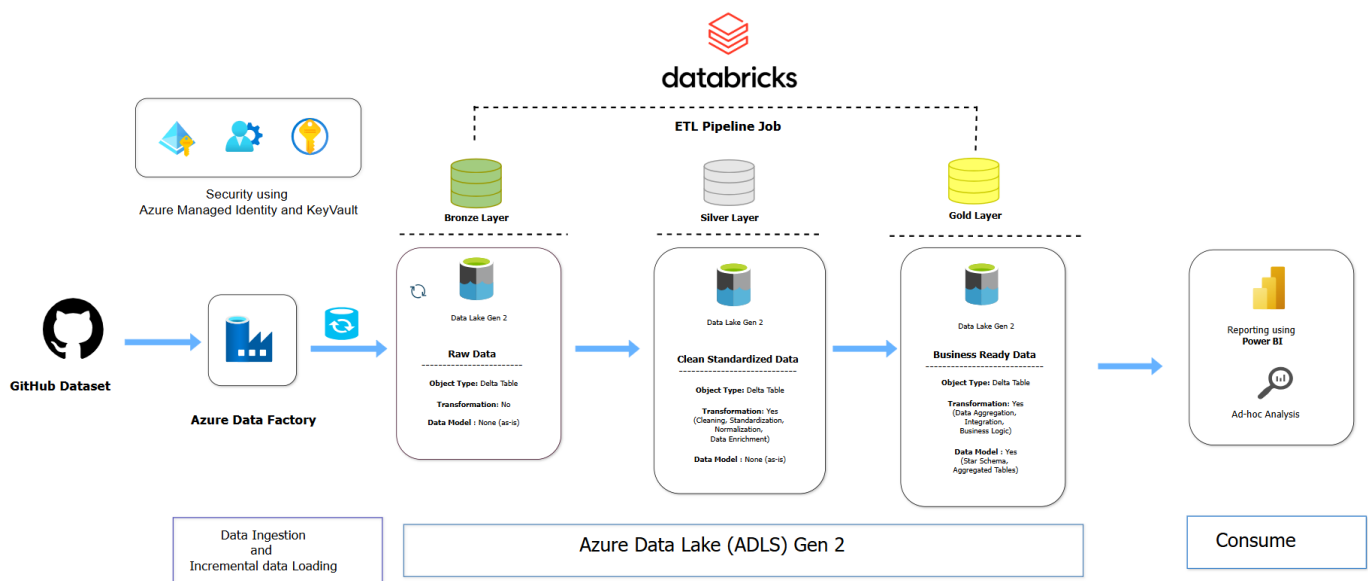 databricks
ETL Pipeline Job
Security using
Azure Managed Identity and KeyVault
Bronze Layer
Silver Layer
Gold Layer
GitHub Dataset
Azure Data Factory
Data Lake Gen 2
Raw Data
Object Type: Delta Table
Transformation: No
Data Model : None (as-is)
Data Lake Gen 2
Clean Standardized Data
Object Type: Delta Table
Transformation: Yes
(Cleaning, Standardization,
Normalization,
Data Enrichment)
Data Model : None (as-is)
Data Lake Gen 2
Business Ready Data
Object Type: Delta Table
Transformation: Yes
(Data Aggregation,
Integration,
Business Logic)
Data Model : Yes
(Star Schema,
Aggregated Tables)
Reporting using
Power BI
Ad-hoc Analysis
Data Ingestion
and
Incremental data Loading
Azure Data Lake (ADLS) Gen 2
Consume